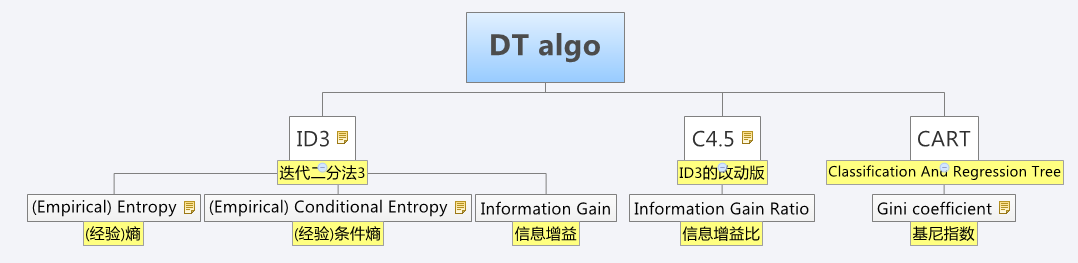 DT algo
ID3
C4.5
CART
迭代二分法3
ID3的改动版
Classification And Regression Tree
(Empirical) Entropy
(Empirical) Conditional Entropy
Information Gain
Information Gain Ratio
Gini coefficient
(经验)熵
(经验)条件熵
信息增益
信息增益比
基尼指数